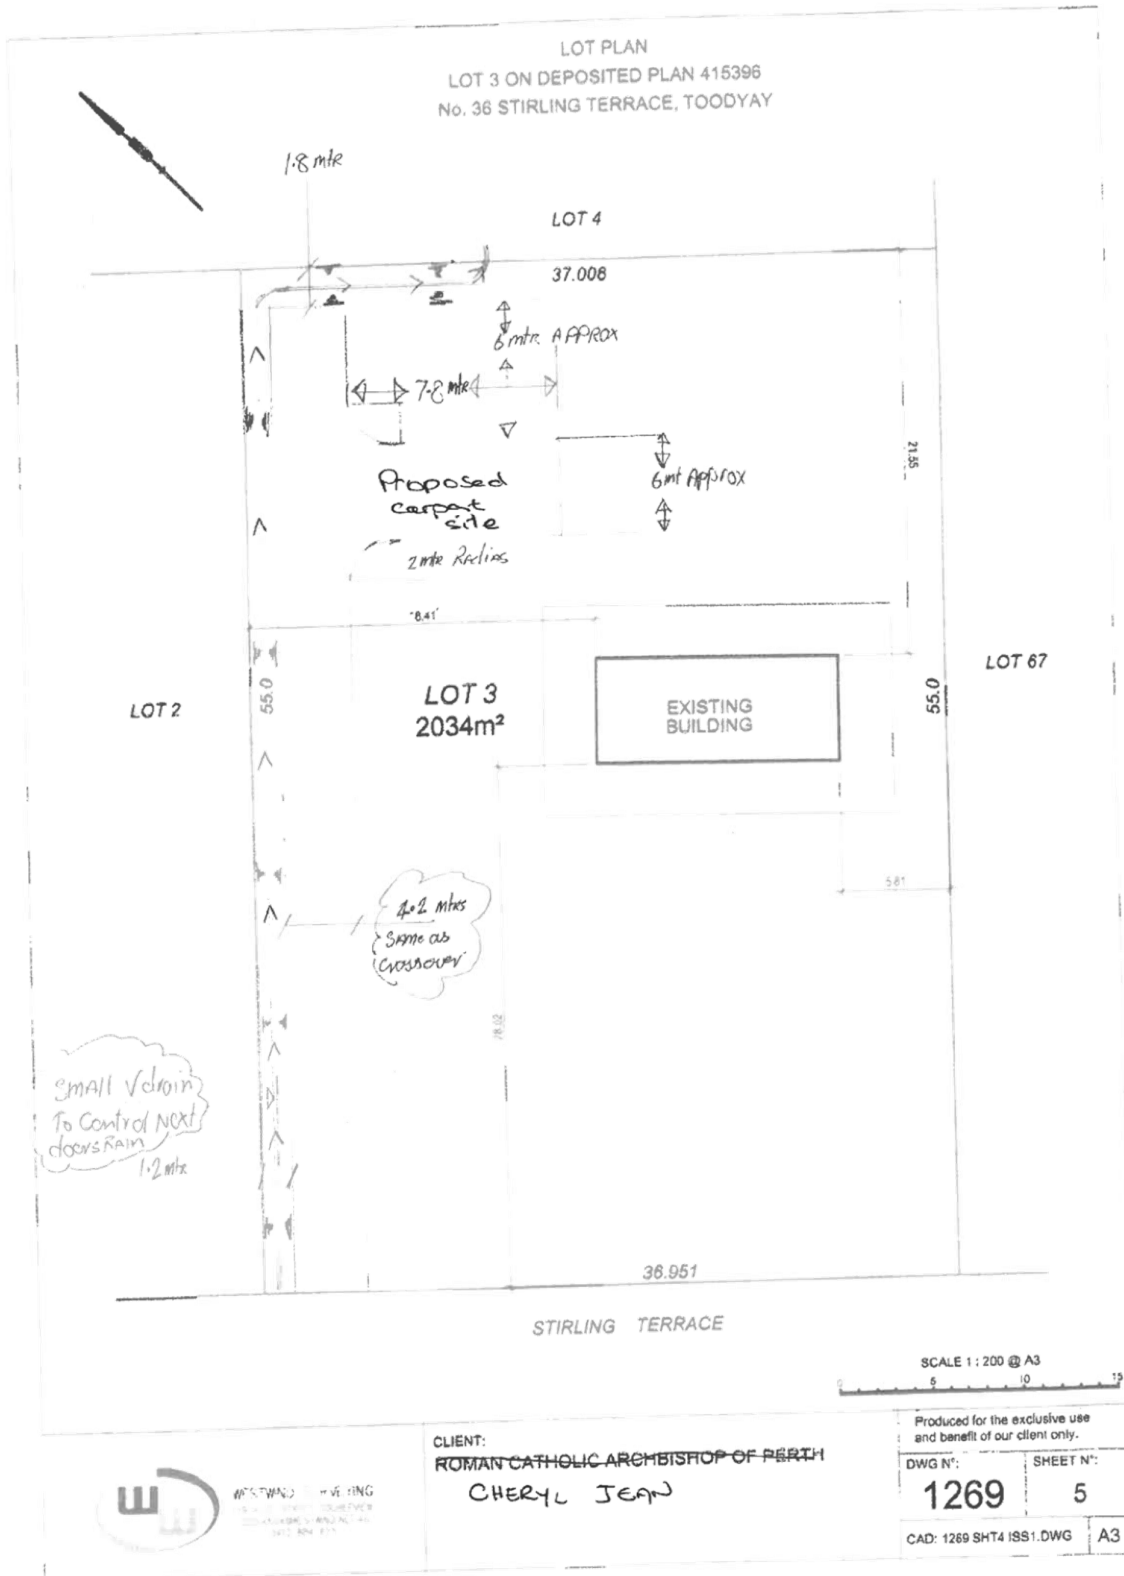 LOT PLAN
LOT 3 ON DEPOSITED PLAN 415396
No. 36 STIRLING TERRACE, TOODYAY
1.8 mtr
LOT 4
37.008
6 mtr APPROX
7.8 mtr
21.55
6mt Approx
Proposed
carport
site
2 mtr Radius
8.41
LOT 2
55.0
LOT 3
2034m²
EXISTING
BUILDING
55.0
LOT 67
5.81
4.2 mtrs
Same as
Crossover
SMALL V drain
To Control Next
doors RAIN
1.2 mtr
36.951
STIRLING TERRACE
SCALE 1 : 200 @ A3
0 5 10 15
Produced for the exclusive use
and benefit of our client only.
CLIENT:
ROMAN CATHOLIC ARCHBISHOP OF PERTH
CHERYL JEAN
DWG N°:
1269
SHEET N°:
5
CAD: 1269 SHT4 ISS1.DWG
A3